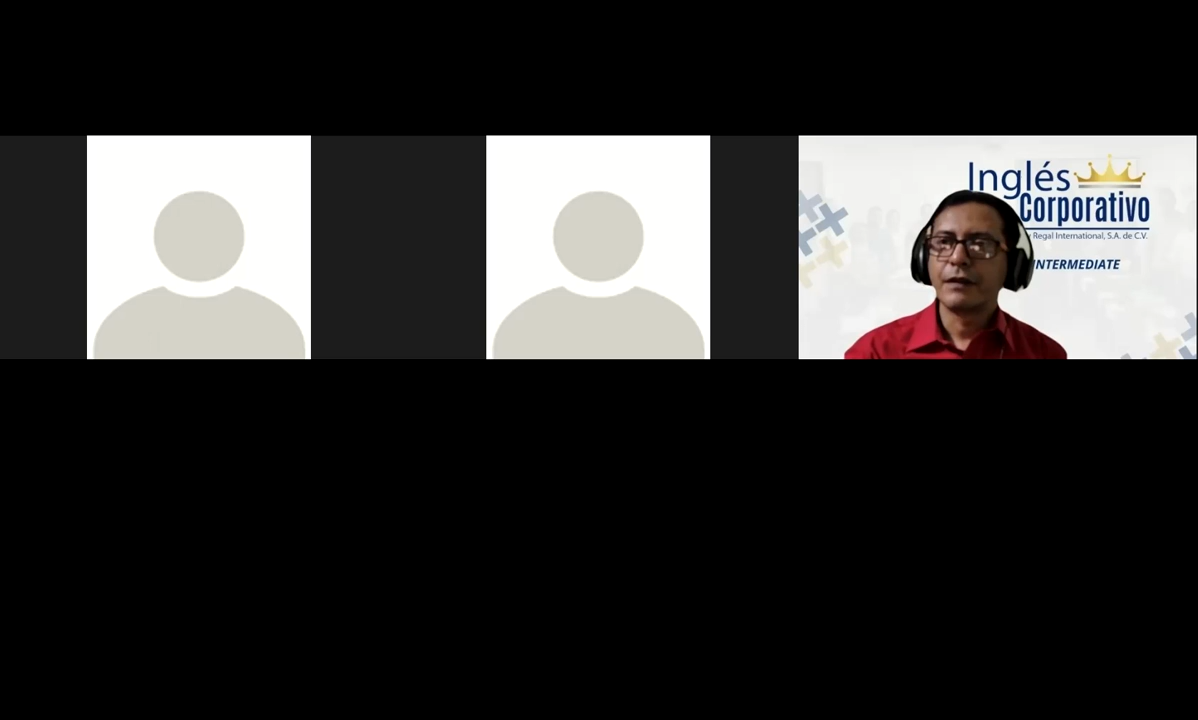 Inglés
Corporativo
Regal International, S.A. de C.V.
INTERMEDIATE